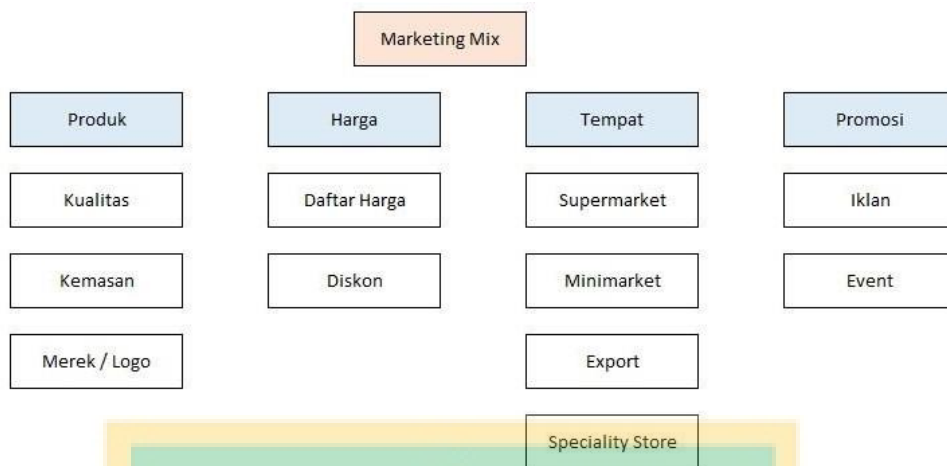 Marketing Mix
Produk
Harga
Tempat
Promosi
Kualitas
Daftar Harga
Supermarket
Iklan
Kemasan
Diskon
Minimarket
Event
Merek / Logo
Export
Speciality Store